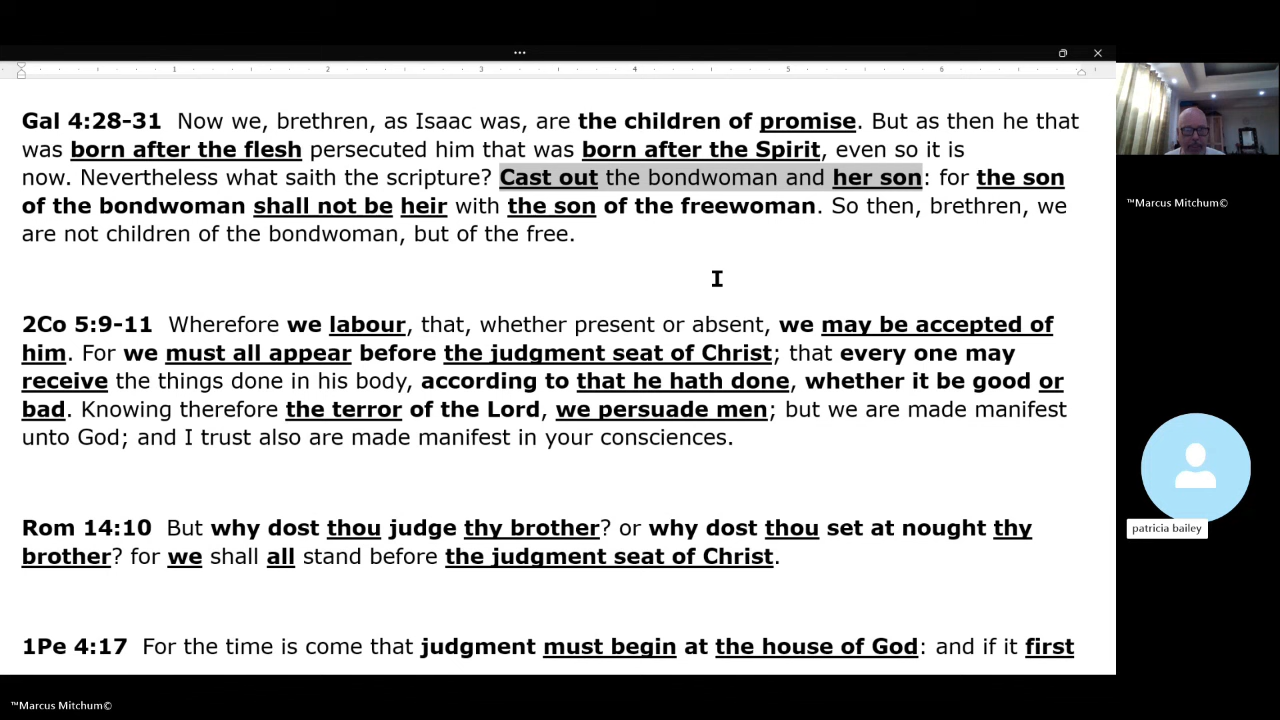 1 2 3 4 5 6
Gal 4:28-31 Now we, brethren, as Isaac was, are the children of promise. But as then he that
was born after the flesh persecuted him that was born after the Spirit, even so it is
now. Nevertheless what saith the scripture? Cast out the bondwoman and her son: for the son
of the bondwoman shall not be heir with the son of the freewoman. So then, brethren, we
are not children of the bondwoman, but of the free.
2Co 5:9-11 Wherefore we labour, that, whether present or absent, we may be accepted of
him. For we must all appear before the judgment seat of Christ; that every one may
receive the things done in his body, according to that he hath done, whether it be good or
bad. Knowing therefore the terror of the Lord, we persuade men; but we are made manifest
unto God; and I trust also are made manifest in your consciences.
Rom 14:10 But why dost thou judge thy brother? or why dost thou set at nought thy
brother? for we shall all stand before the judgment seat of Christ.
1Pe 4:17 For the time is come that judgment must begin at the house of God: and if it first
™Marcus Mitchum©
patricia bailey
™Marcus Mitchum©